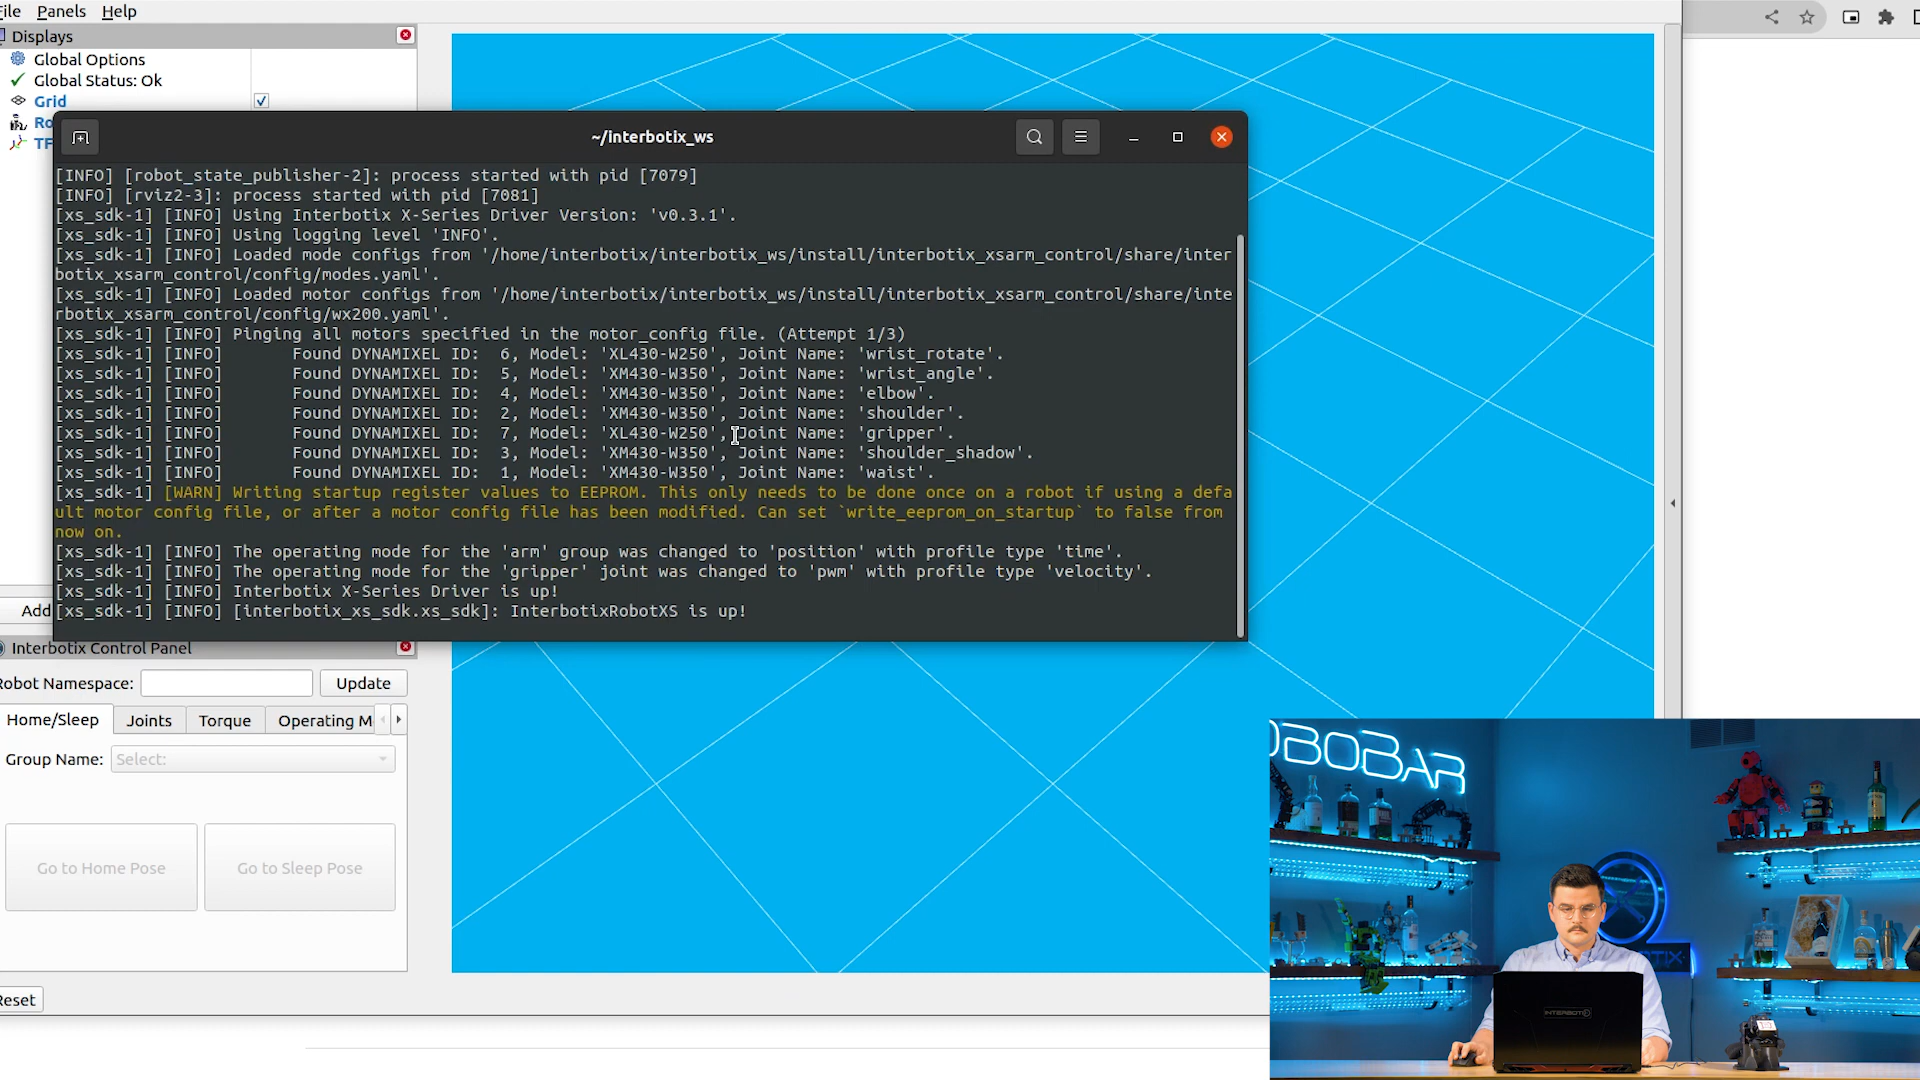 File Panels Help
Displays
Global Options
Global Status: Ok
Grid
Ro
TF
~/interbotix_ws
[INFO] [robot_state_publisher-2]: process started with pid [7079]
[INFO] [rviz2-3]: process started with pid [7081]
[xs_sdk-1] [INFO] Using Interbotix X-Series Driver Version: 'v0.3.1'.
[xs_sdk-1] [INFO] Using logging level 'INFO'.
[xs_sdk-1] [INFO] Loaded mode configs from '/home/interbotix/interbotix_ws/install/interbotix_xsarm_control/share/inter
botix_xsarm_control/config/modes.yaml'.
[xs_sdk-1] [INFO] Loaded motor configs from '/home/interbotix/interbotix_ws/install/interbotix_xsarm_control/share/inte
rbotix_xsarm_control/config/wx200.yaml'.
[xs_sdk-1] [INFO] Pinging all motors specified in the motor_config file. (Attempt 1/3)
[xs_sdk-1] [INFO]       Found DYNAMIXEL ID:  6, Model: 'XL430-W250', Joint Name: 'wrist_rotate'.
[xs_sdk-1] [INFO]       Found DYNAMIXEL ID:  5, Model: 'XM430-W350', Joint Name: 'wrist_angle'.
[xs_sdk-1] [INFO]       Found DYNAMIXEL ID:  4, Model: 'XM430-W350', Joint Name: 'elbow'.
[xs_sdk-1] [INFO]       Found DYNAMIXEL ID:  2, Model: 'XM430-W350', Joint Name: 'shoulder'.
[xs_sdk-1] [INFO]       Found DYNAMIXEL ID:  7, Model: 'XL430-W250', Joint Name: 'gripper'.
[xs_sdk-1] [INFO]       Found DYNAMIXEL ID:  3, Model: 'XM430-W350', Joint Name: 'shoulder_shadow'.
[xs_sdk-1] [INFO]       Found DYNAMIXEL ID:  1, Model: 'XM430-W350', Joint Name: 'waist'.
[xs_sdk-1] [WARN] Writing startup register values to EEPROM. This only needs to be done once on a robot if using a defa
ult motor config file, or after a motor config file has been modified. Can set `write_eeprom_on_startup` to false from
now on.
[xs_sdk-1] [INFO] The operating mode for the 'arm' group was changed to 'position' with profile type 'time'.
[xs_sdk-1] [INFO] The operating mode for the 'gripper' joint was changed to 'pwm' with profile type 'velocity'.
[xs_sdk-1] [INFO] Interbotix X-Series Driver is up!
[xs_sdk-1] [INFO] [interbotix_xs_sdk.xs_sdk]: InterbotixRobotXS is up!
Add
Interbotix Control Panel
Robot Namespace: Update
Home/Sleep Joints Torque Operating M
Group Name: Select:
Go to Home Pose Go to Sleep Pose
Reset
OBOBAR
INTERBOTIX